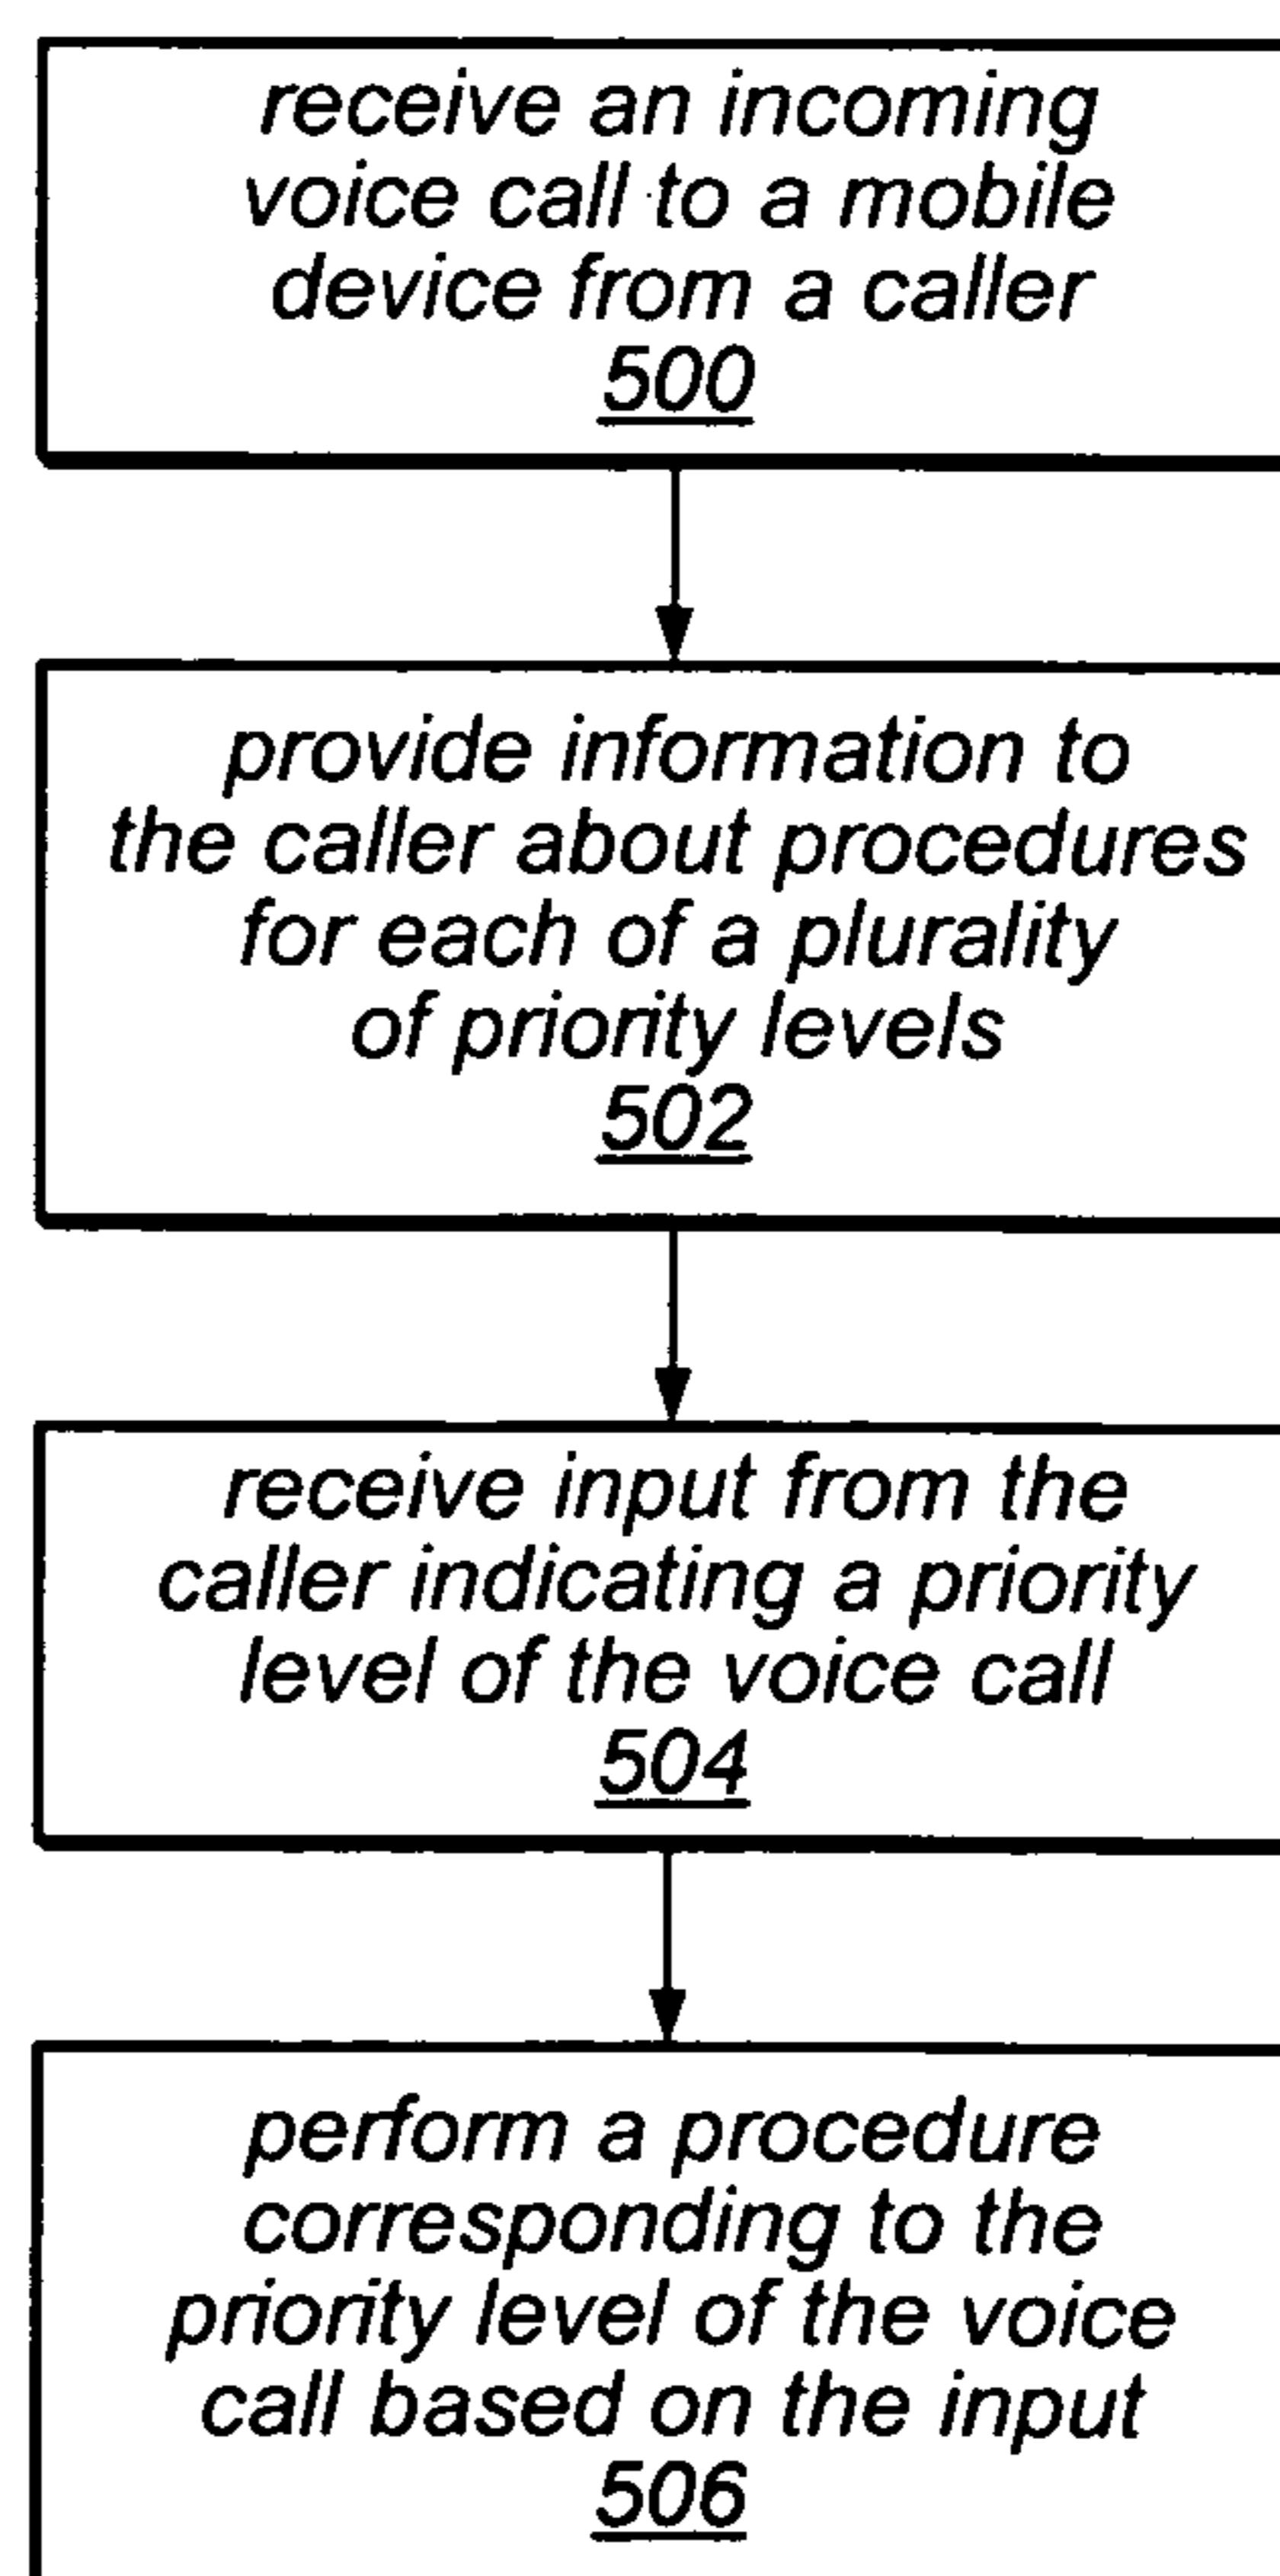 receive an incoming
voice call to a mobile
device from a caller
500
provide information to
the caller about procedures
for each of a plurality
of priority levels
502
receive input from the
caller indicating a priority
level of the voice call
504
perform a procedure
corresponding to the
priority level of the voice
call based on the input
506